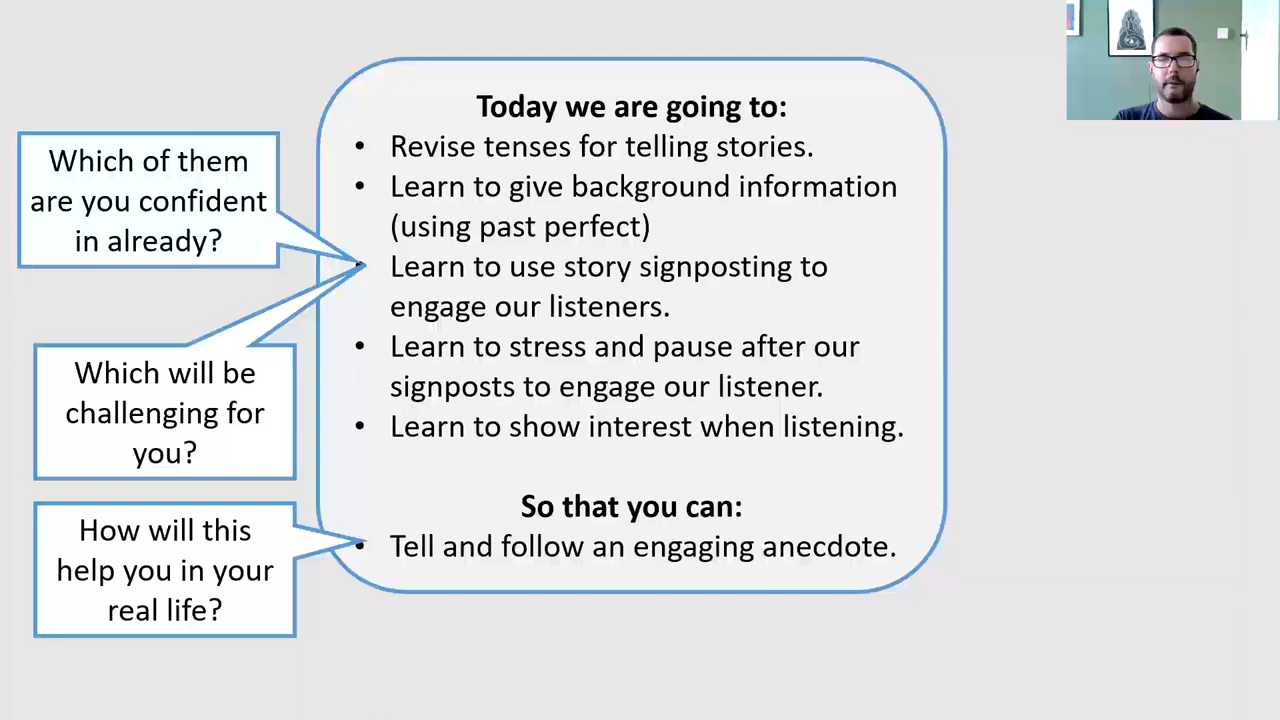 Today we are going to:
• Revise tenses for telling stories.
• Learn to give background information
(using past perfect)
Learn to use story signposting to
engage our listeners.
• Learn to stress and pause after our
signposts to engage our listener.
• Learn to show interest when listening.
So that you can:
Tell and follow an engaging anecdote.
Which of them
are you confident
in already?
Which will be
challenging for
you?
How will this
help you in your
real life?